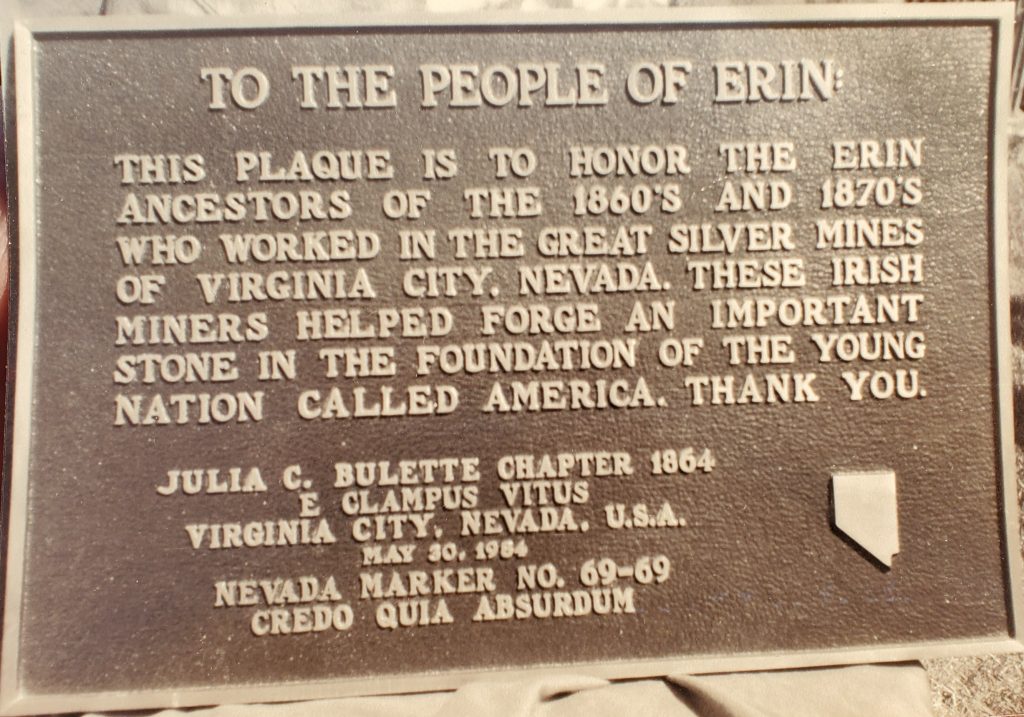 TO THE PEOPLE OF ERIN:
THIS PLAQUE IS TO HONOR THE ERIN
ANCESTORS OF THE 1860'S AND 1870'S
WHO WORKED IN THE GREAT SILVER MINES
OF VIRGINIA CITY, NEVADA. THESE IRISH
MINERS HELPED FORGE AN IMPORTANT
STONE IN THE FOUNDATION OF THE YOUNG
NATION CALLED AMERICA. THANK YOU.
JULIA C. BULETTE CHAPTER 1864
E CLAMPUS VITUS
VIRGINIA CITY, NEVADA, U.S.A.
MAY 30, 1984
NEVADA MARKER NO. 69-69
CREDO QUIA ABSURDUM